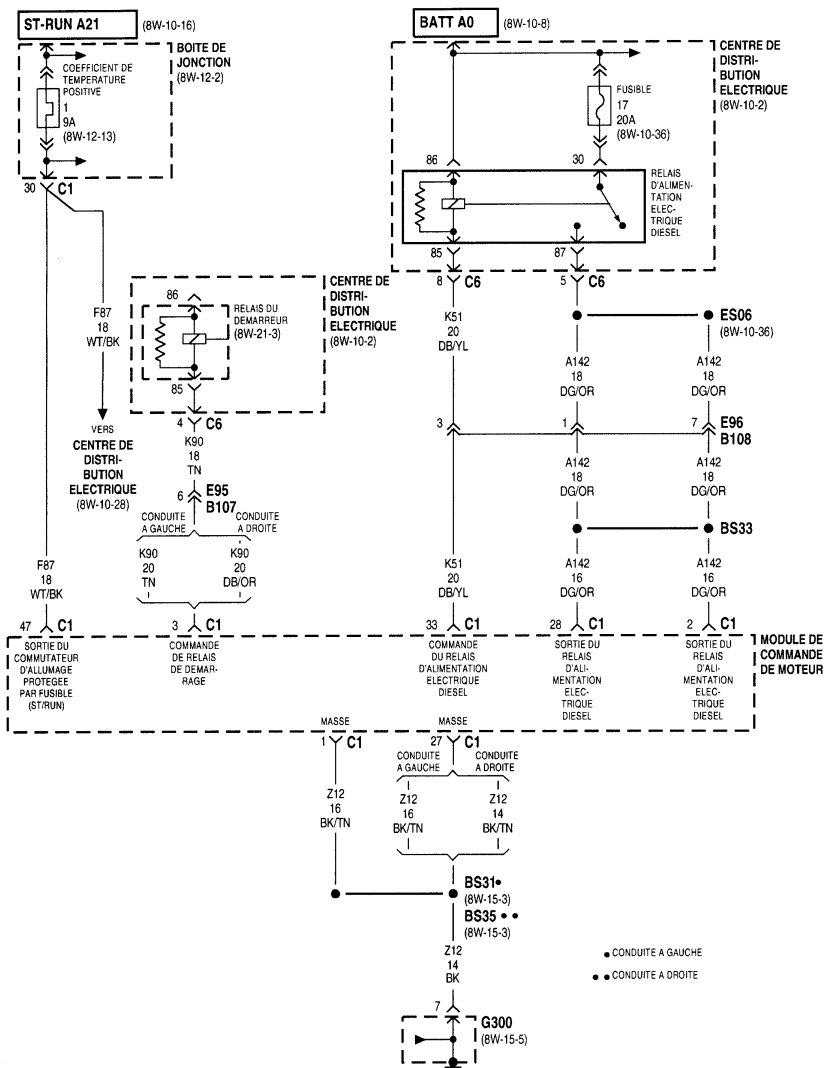 ST-RUN A21
(8W-10-16)
BATT A0
(8W-10-8)
BOITE DE
JONCTION
(8W-12-2)
COEFFICIENT DE
TEMPERATURE
POSITIVE
1
9A
(8W-12-13)
30
C1
CENTRE DE
DISTRI-
BUTION
ELECTRIQUE
(8W-10-2)
FUSIBLE
17
20A
(8W-10-36)
86
30
RELAIS
D'ALIMEN-
TATION
ELEC-
TRIQUE
DIESEL
85
87
8
C6
5
C6
F87
18
WT/BK
VERS
CENTRE DE
DISTRI-
BUTION
ELECTRIQUE
(8W-10-28)
CENTRE DE
DISTRI-
BUTION
ELECTRIQUE
(8W-10-2)
86
RELAIS DU
DEMARREUR
(8W-21-3)
85
4
C6
K90
18
TN
6
E95
B107
CONDUITE
A GAUCHE
CONDUITE
A DROITE
K90
20
TN
K90
20
DB/OR
K51
20
DB/YL
ES06
(8W-10-36)
A142
18
DG/OR
A142
18
DG/OR
3
1
7
E96
B108
A142
18
DG/OR
A142
18
DG/OR
BS33
F87
18
WT/BK
K51
20
DB/YL
A142
16
DG/OR
A142
16
DG/OR
47
C1
3
C1
33
C1
28
C1
2
C1
MODULE DE
COMMANDE
DE MOTEUR
SORTIE DU
COMMUTATEUR
D'ALLUMAGE
PROTEGEE
PAR FUSIBLE
(ST/RUN)
COMMANDE
DE RELAIS
DE DEMAR-
RAGE
COMMANDE
DU RELAIS
D'ALIMENTATION
ELECTRIQUE
DIESEL
SORTIE DU
RELAIS
D'ALI-
MENTATION
ELEC-
TRIQUE
DIESEL
SORTIE DU
RELAIS
D'ALI-
MENTATION
ELEC-
TRIQUE
DIESEL
MASSE
MASSE
1
C1
27
C1
CONDUITE
A GAUCHE
CONDUITE
A DROITE
Z12
16
BK/TN
Z12
16
BK/TN
Z12
14
BK/TN
BS31•
(8W-15-3)
BS35 • •
(8W-15-3)
Z12
14
BK
• CONDUITE A GAUCHE
• • CONDUITE A DROITE
7
G300
(8W-15-5)